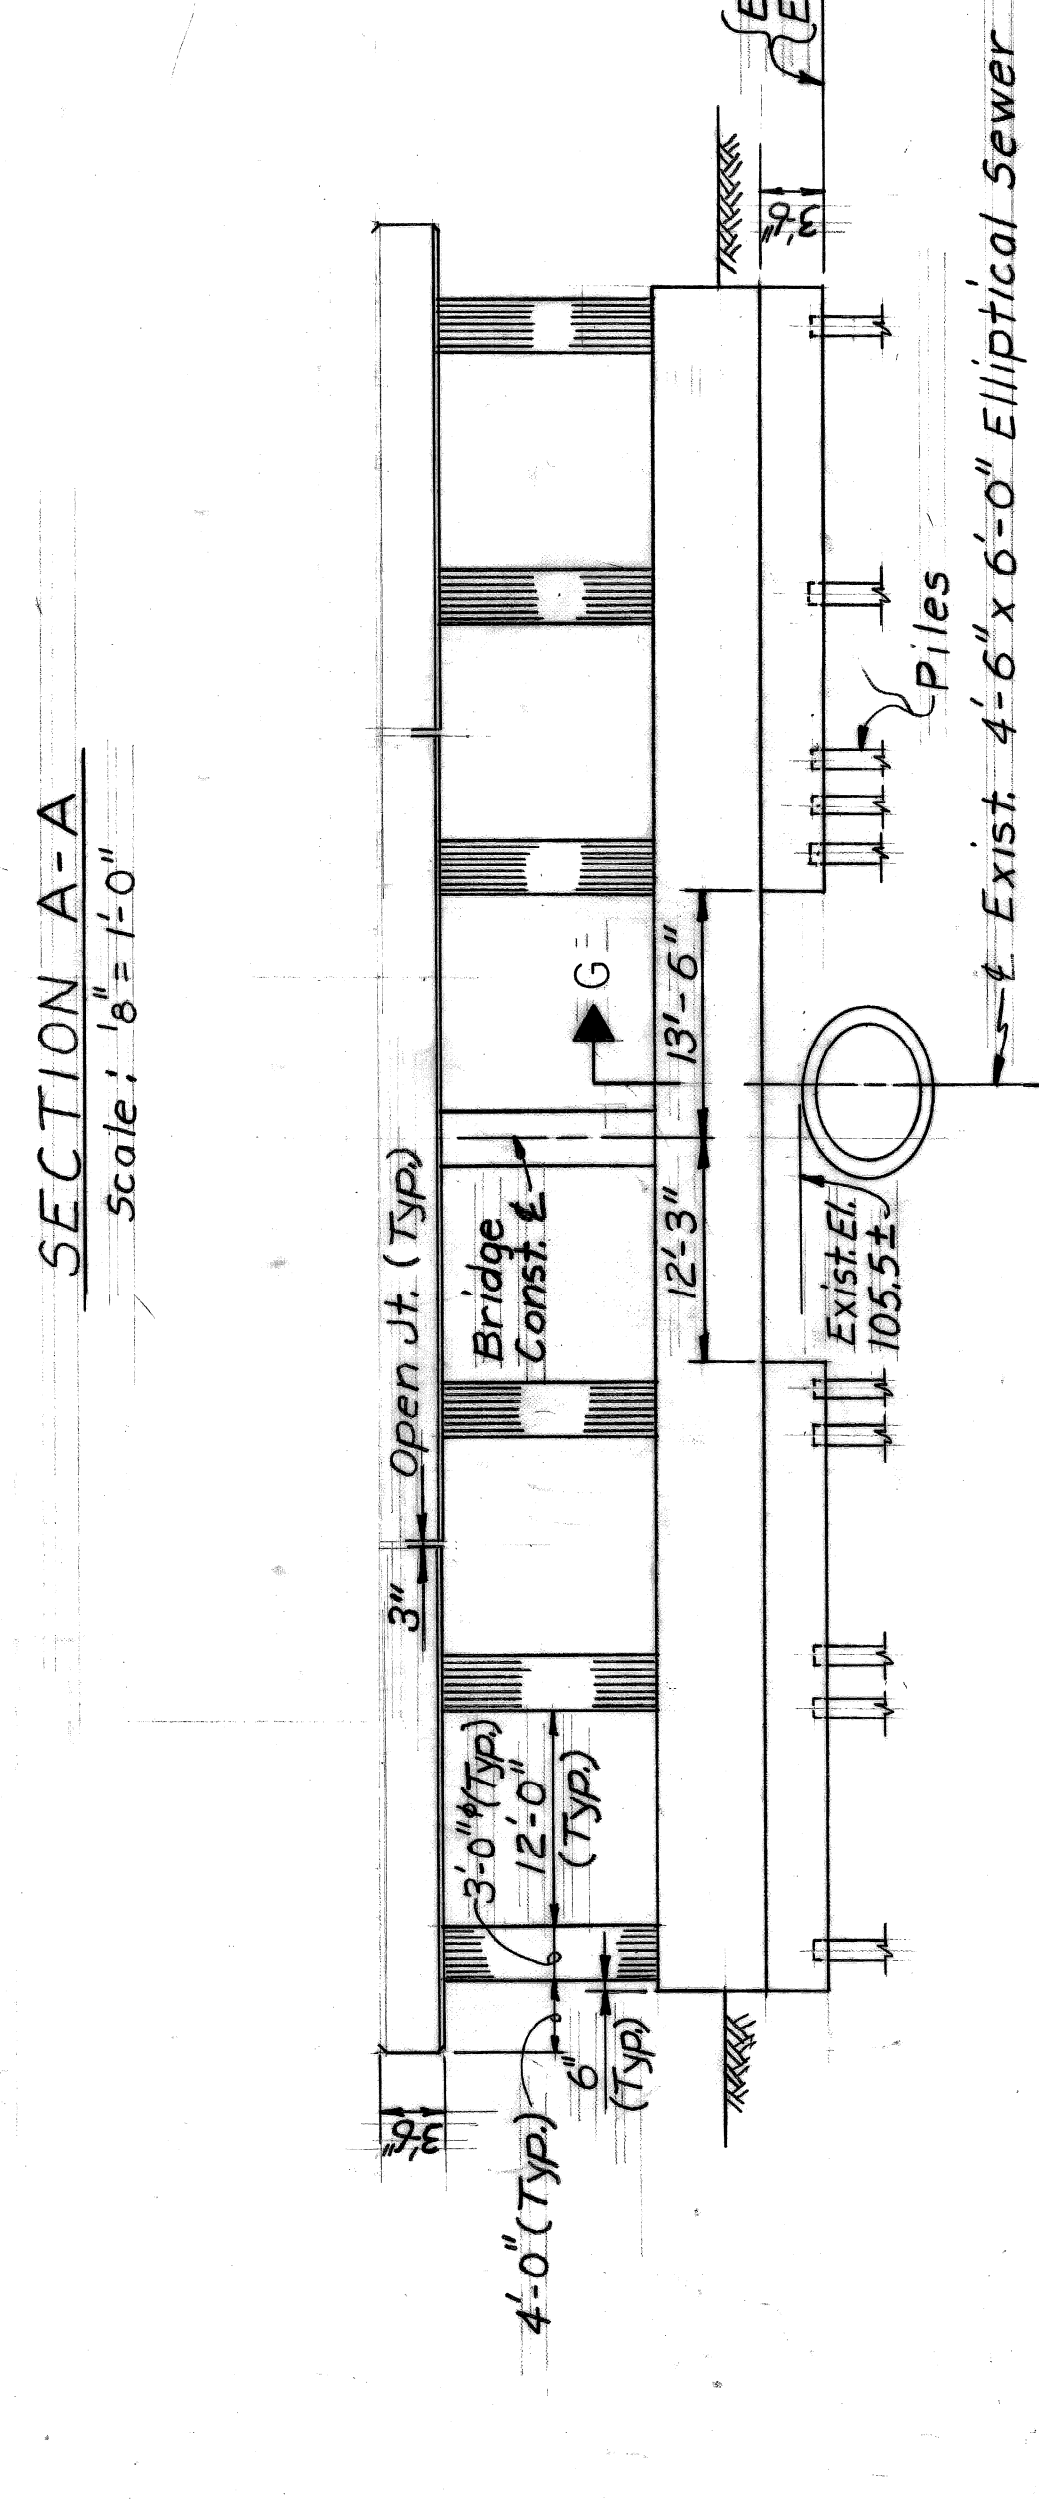 SECTION A-A
Scale: 1/8" = 1'-0"
3'-6"
3"
Open Jt. (Typ.)
4'-0" (Typ.)
3'-0" ϕ (Typ.)
12'-0"
(Typ.)
6"
(Typ.)
Bridge
Const. ℄
G
12'-3"
13'-6"
3'-6"
E
E
Exist. El.
105.5±
Piles
℄ Exist. 4'-6" x 6'-0" Elliptical Sewer